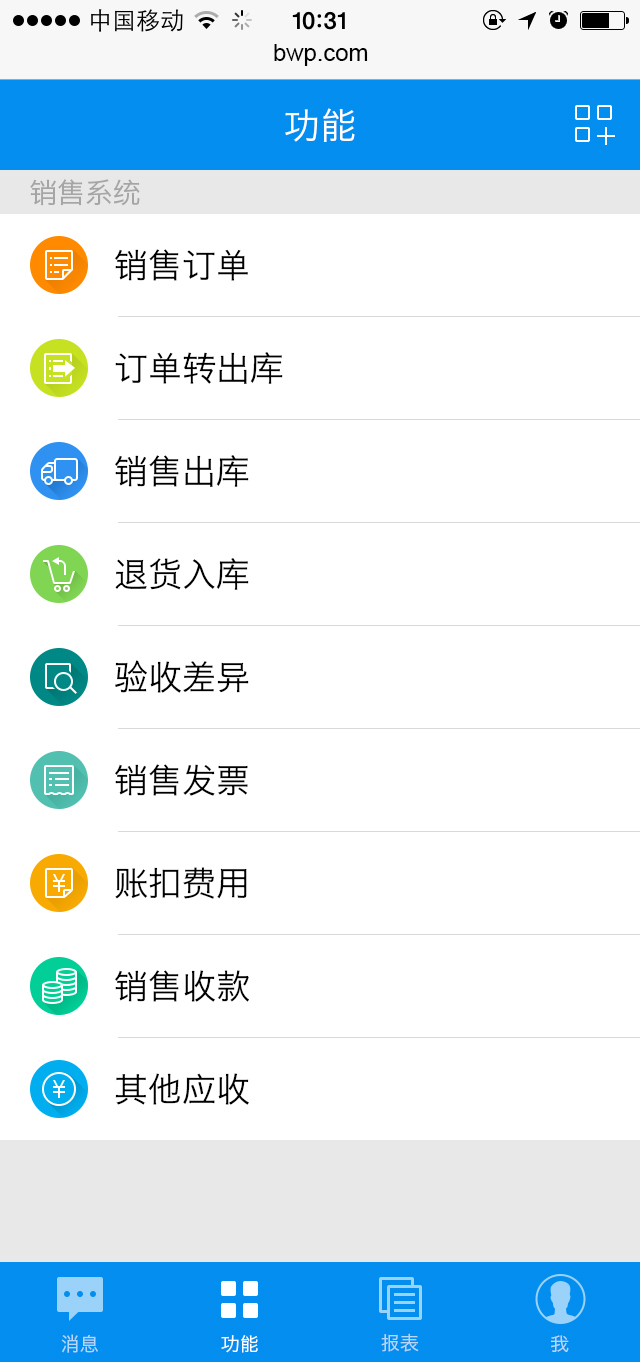 中国移动 10:31
bwp.com
功能
销售系统
销售订单
订单转出库
销售出库
退货入库
验收差异
销售发票
账扣费用
销售收款
其他应收
消息 功能 报表 我